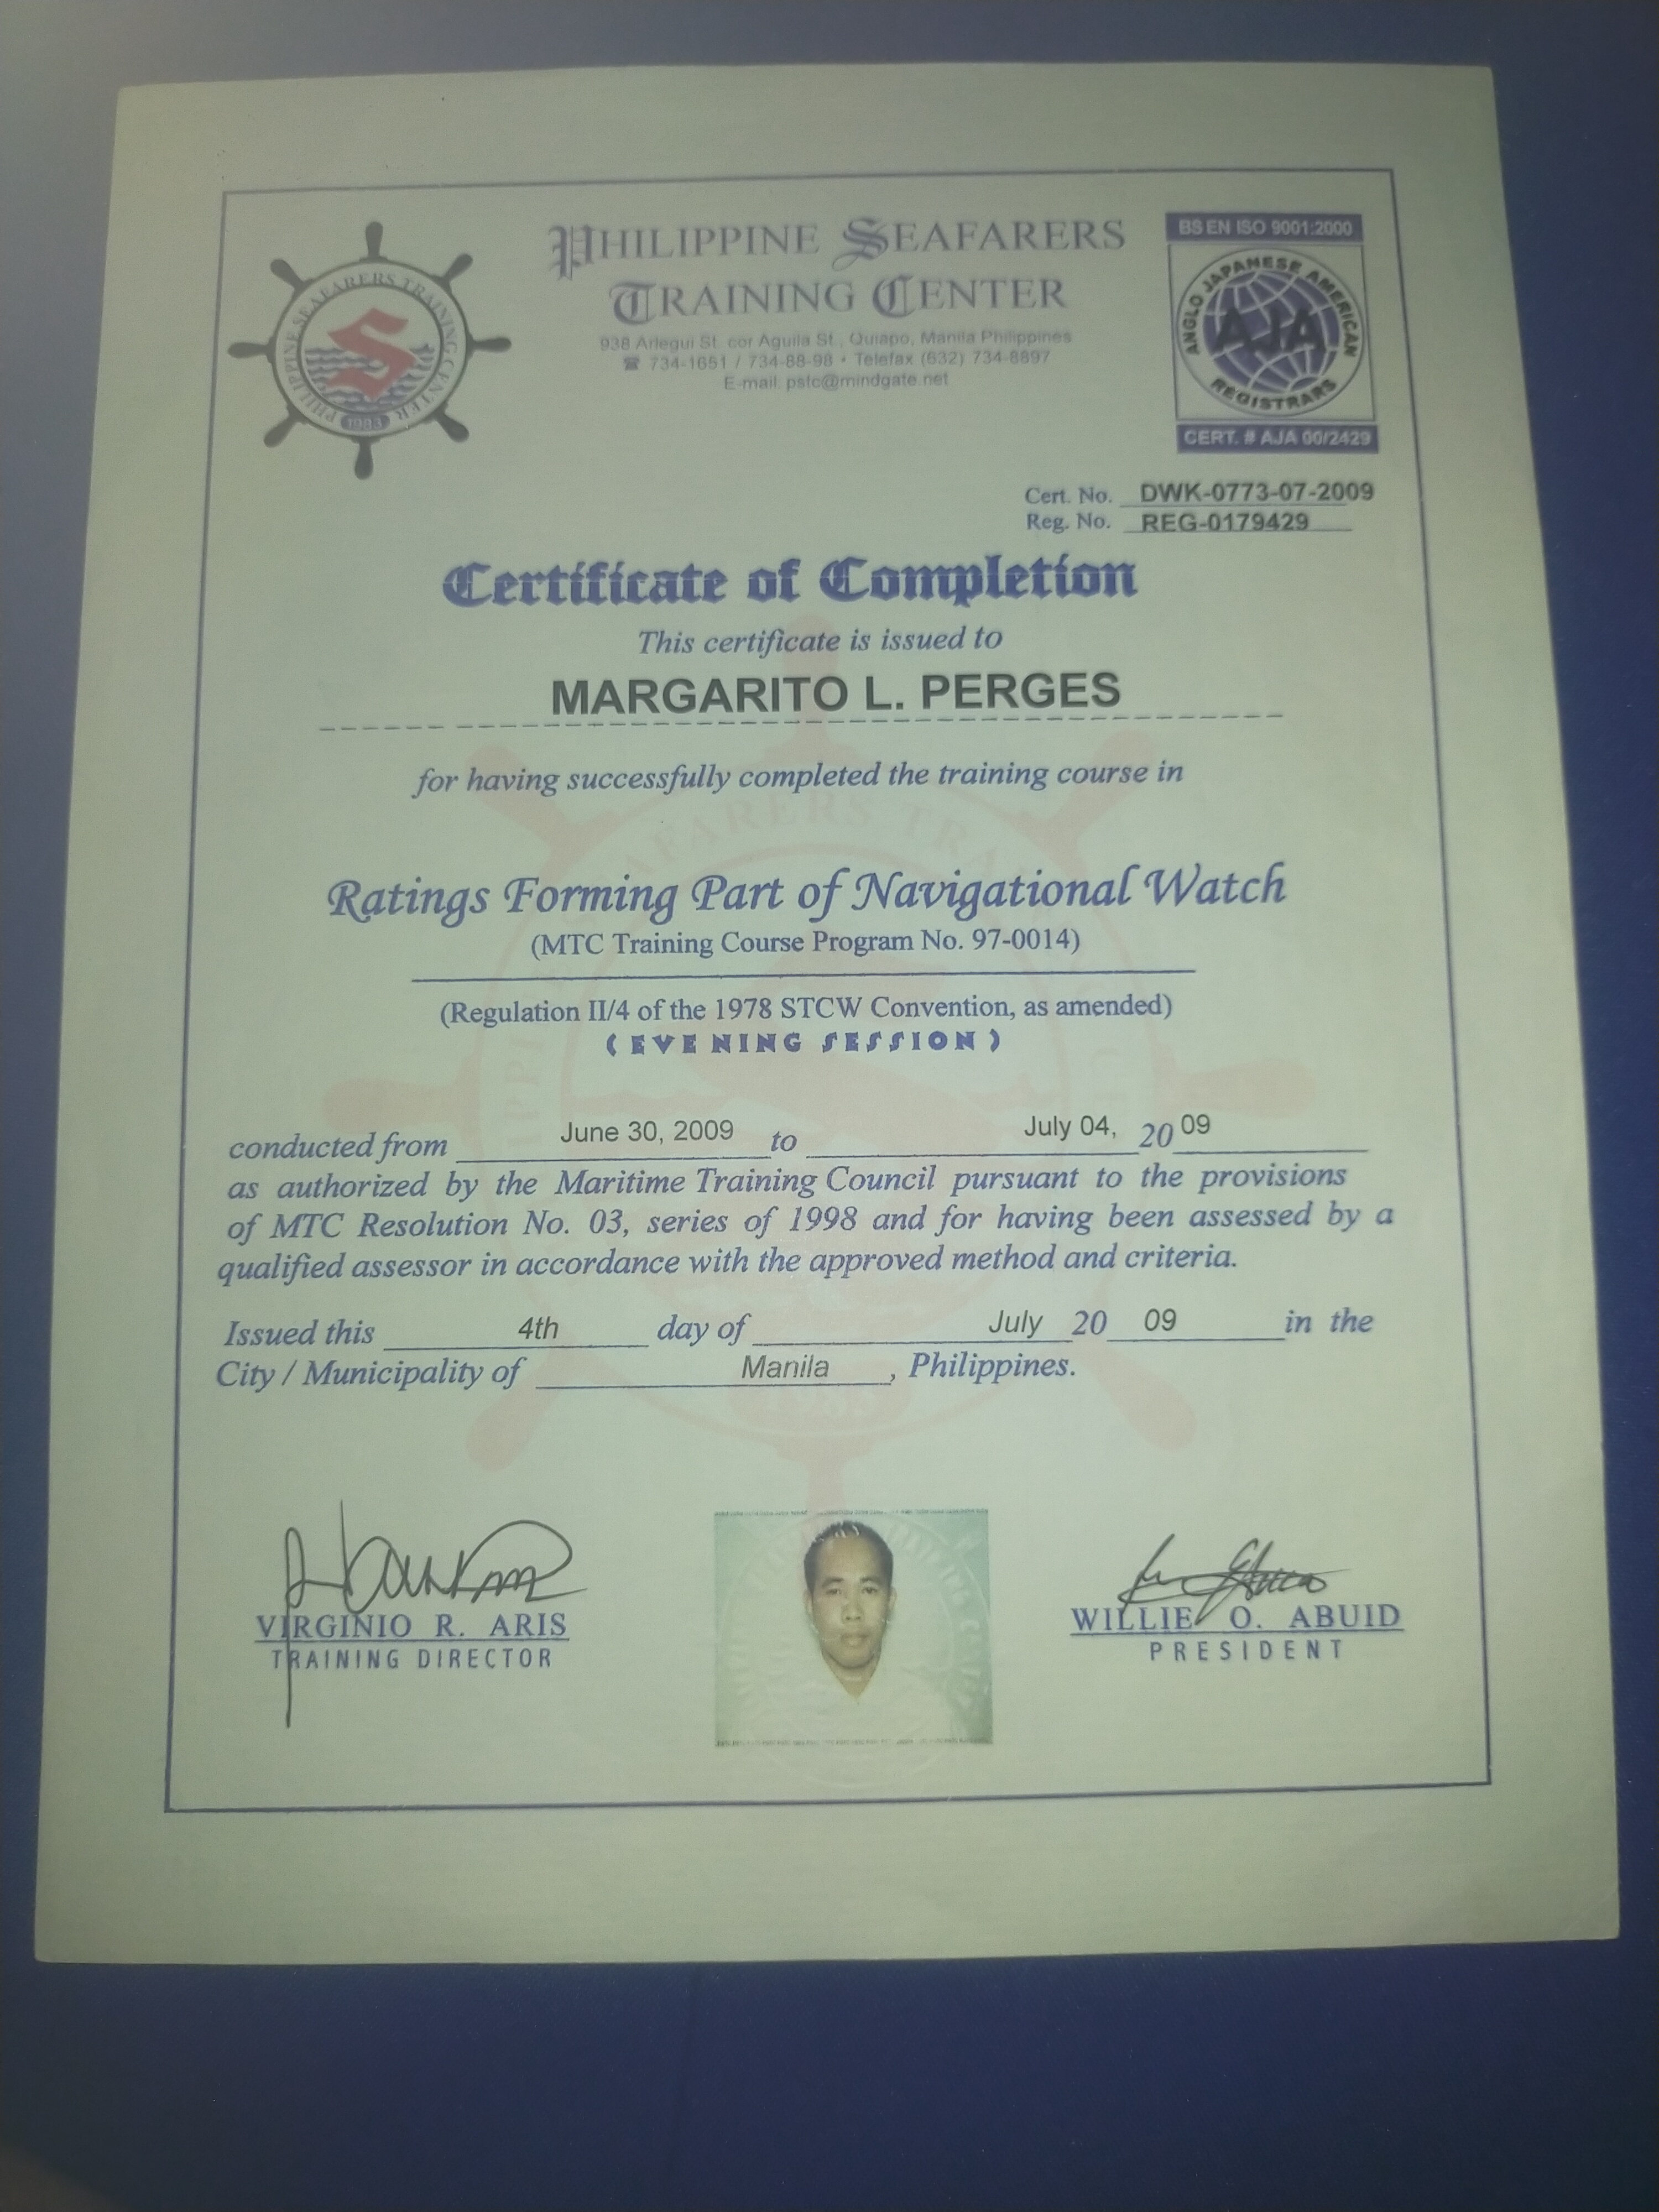 PHILIPPINE SEAFARERS
TRAINING CENTER
938 Arlegui St. cor Aguila St., Quiapo, Manila Philippines
☎ 734-1651 / 734-88-98 • Telefax (632) 734-8897
E-mail: pstc@mindgate.net
PHILIPPINE SEAFARERS TRAINING CENTER
1983
BS EN ISO 9001:2000
ANGLO JAPANESE AMERICAN
AJA
REGISTRARS
CERT. # AJA 00/2429
Cert. No. DWK-0773-07-2009
Reg. No. REG-0179429
Certificate of Completion
This certificate is issued to
MARGARITO L. PERGES
for having successfully completed the training course in
Ratings Forming Part of Navigational Watch
(MTC Training Course Program No. 97-0014)
(Regulation II/4 of the 1978 STCW Convention, as amended)
(EVENING SESSION)
conducted from June 30, 2009 to July 04, 2009
as authorized by the Maritime Training Council pursuant to the provisions
of MTC Resolution No. 03, series of 1998 and for having been assessed by a
qualified assessor in accordance with the approved method and criteria.
Issued this 4th day of July 20 09 in the
City / Municipality of Manila, Philippines.
VIRGINIO R. ARIS
TRAINING DIRECTOR
WILLIE O. ABUID
PRESIDENT